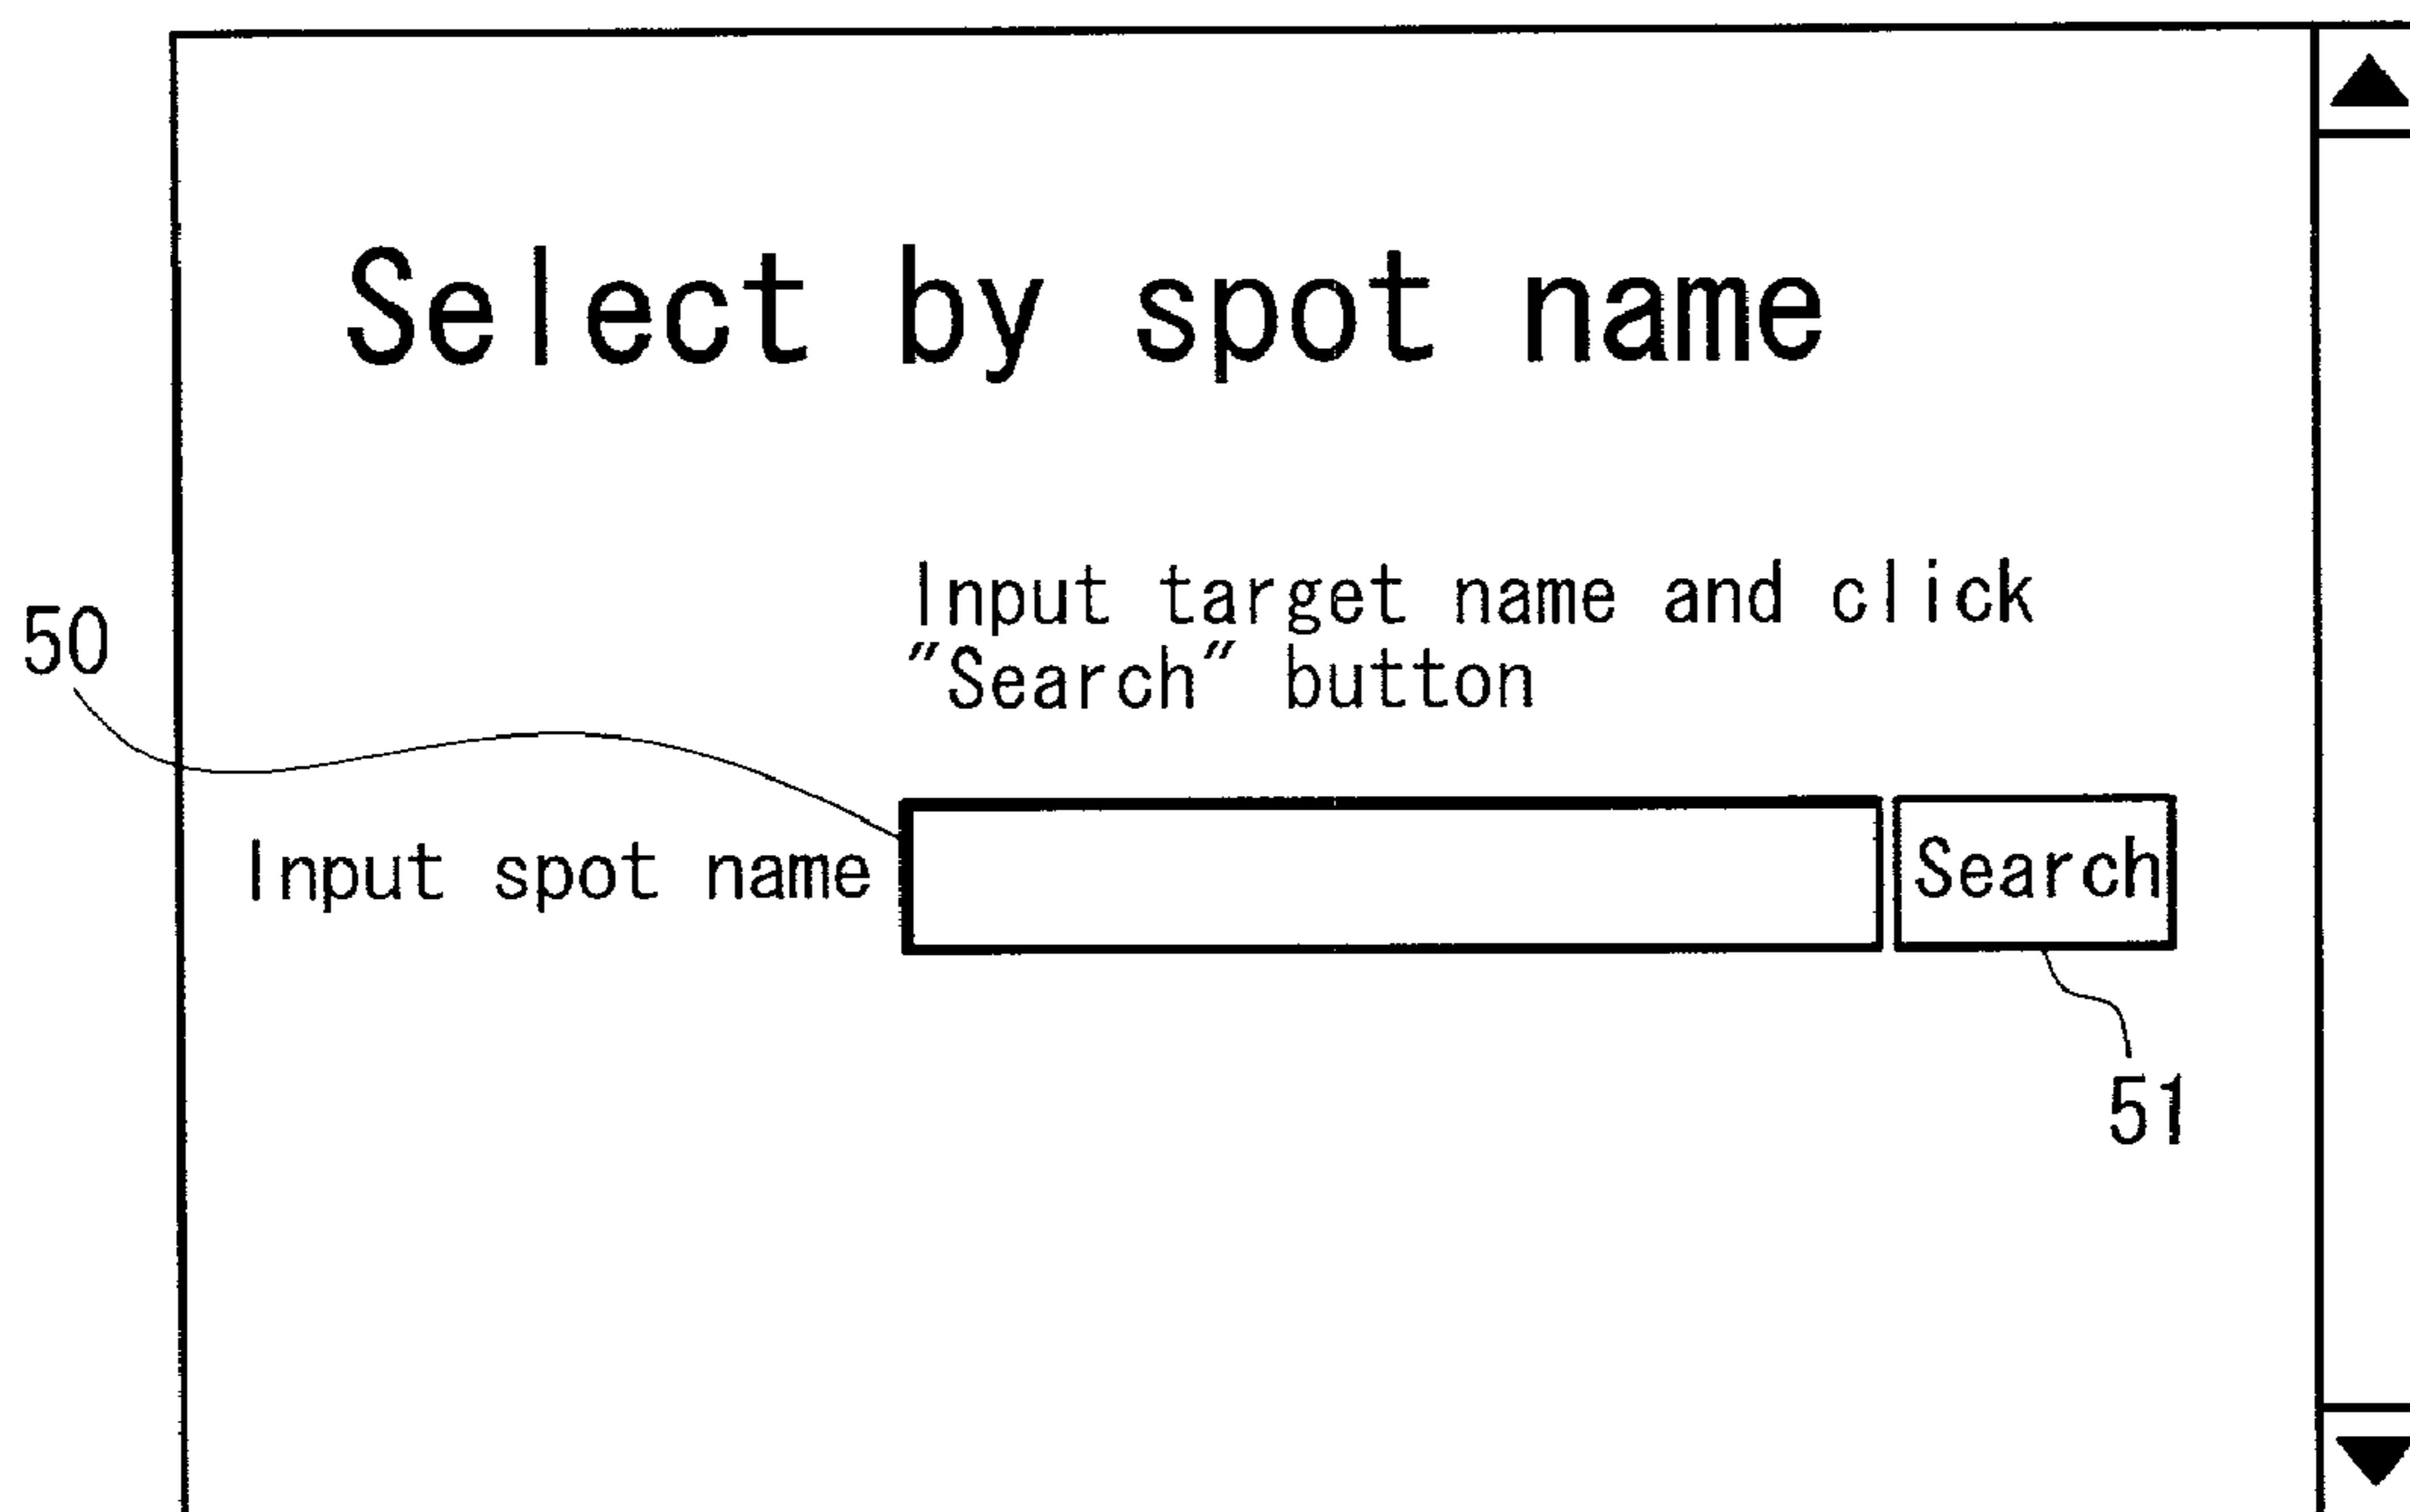 Select by spot name
Input target name and click
"Search" button
50
Input spot name
Search
51